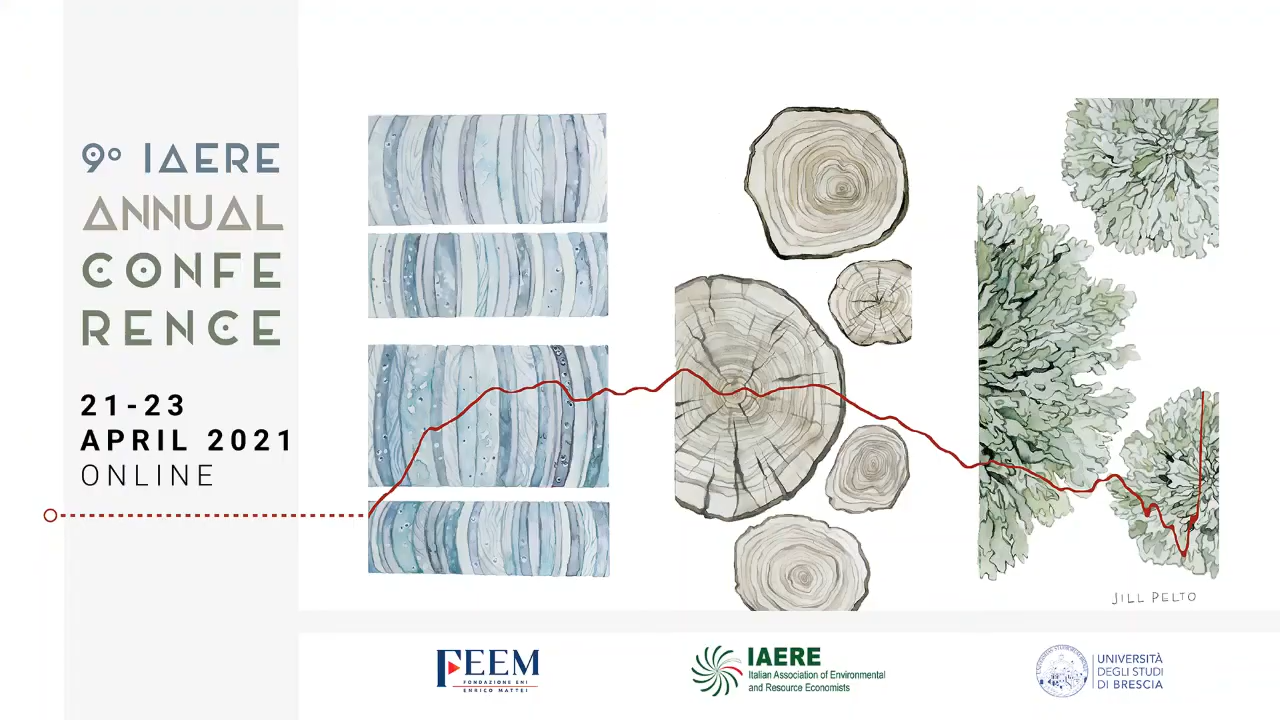 9° IAERE
ANNUAL
CONFE
RENCE
21-23
APRIL 2021
ONLINE
JILL PELTO
FEEM
FONDAZIONE ENI
ENRICO MATTEI
IAERE
Italian Association of Environmental
and Resource Economists
UNIVERSITÀ
DEGLI STUDI
DI BRESCIA